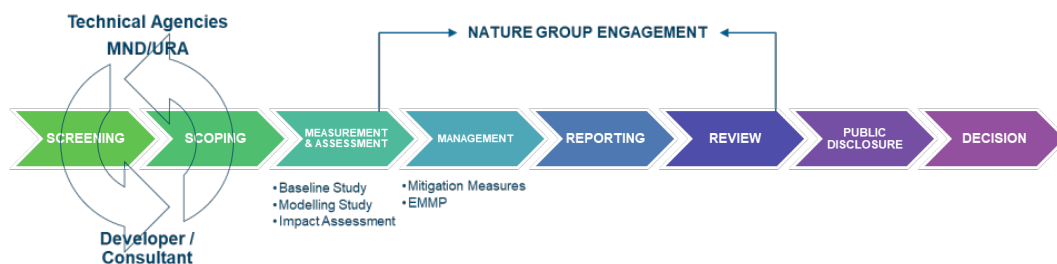 Technical Agencies
MND/URA
NATURE GROUP ENGAGEMENT
SCREENING
SCOPING
MEASUREMENT
& ASSESSMENT
MANAGEMENT
REPORTING
REVIEW
PUBLIC
DISCLOSURE
DECISION
•Baseline Study
•Modelling Study
•Impact Assessment
•Mitigation Measures
•EMMP
Developer /
Consultant